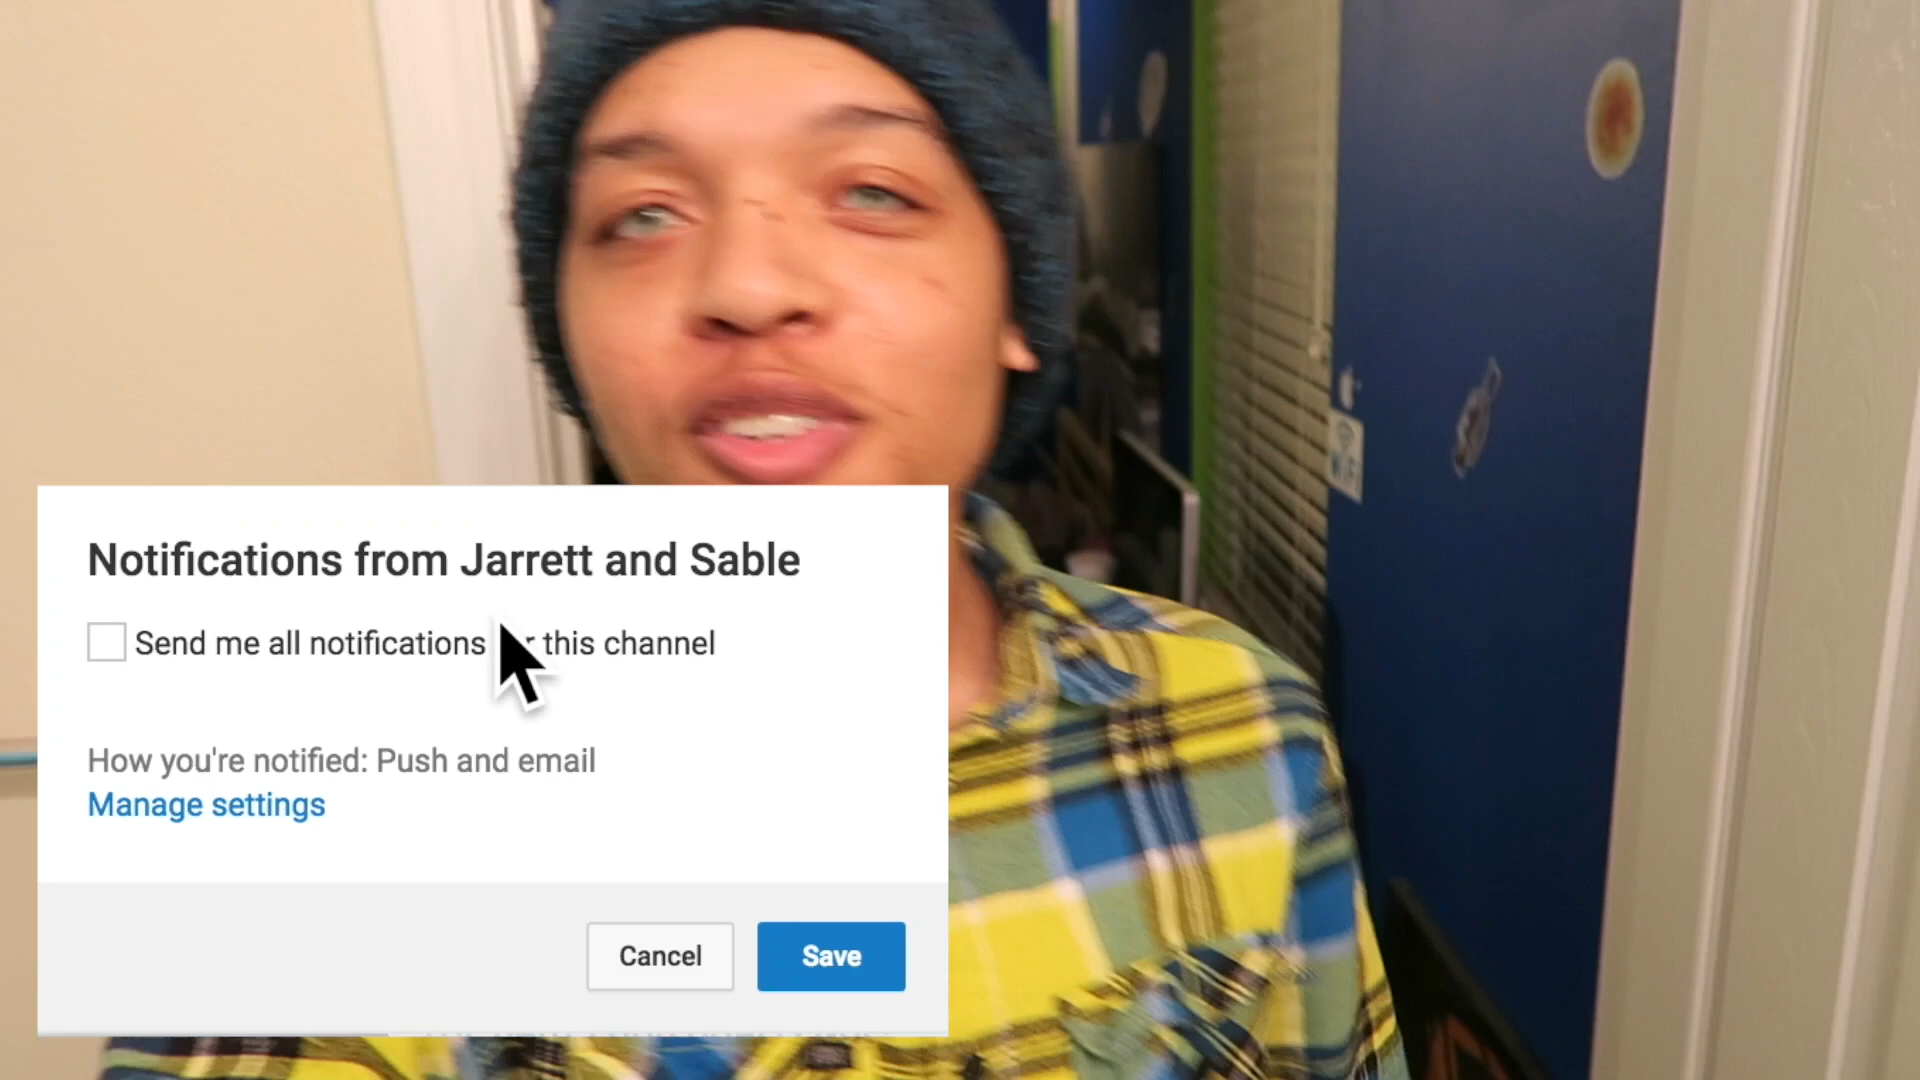 Notifications from Jarrett and Sable
Send me all notifications this channel
How you're notified: Push and email
Manage settings
Cancel
Save
WiFi